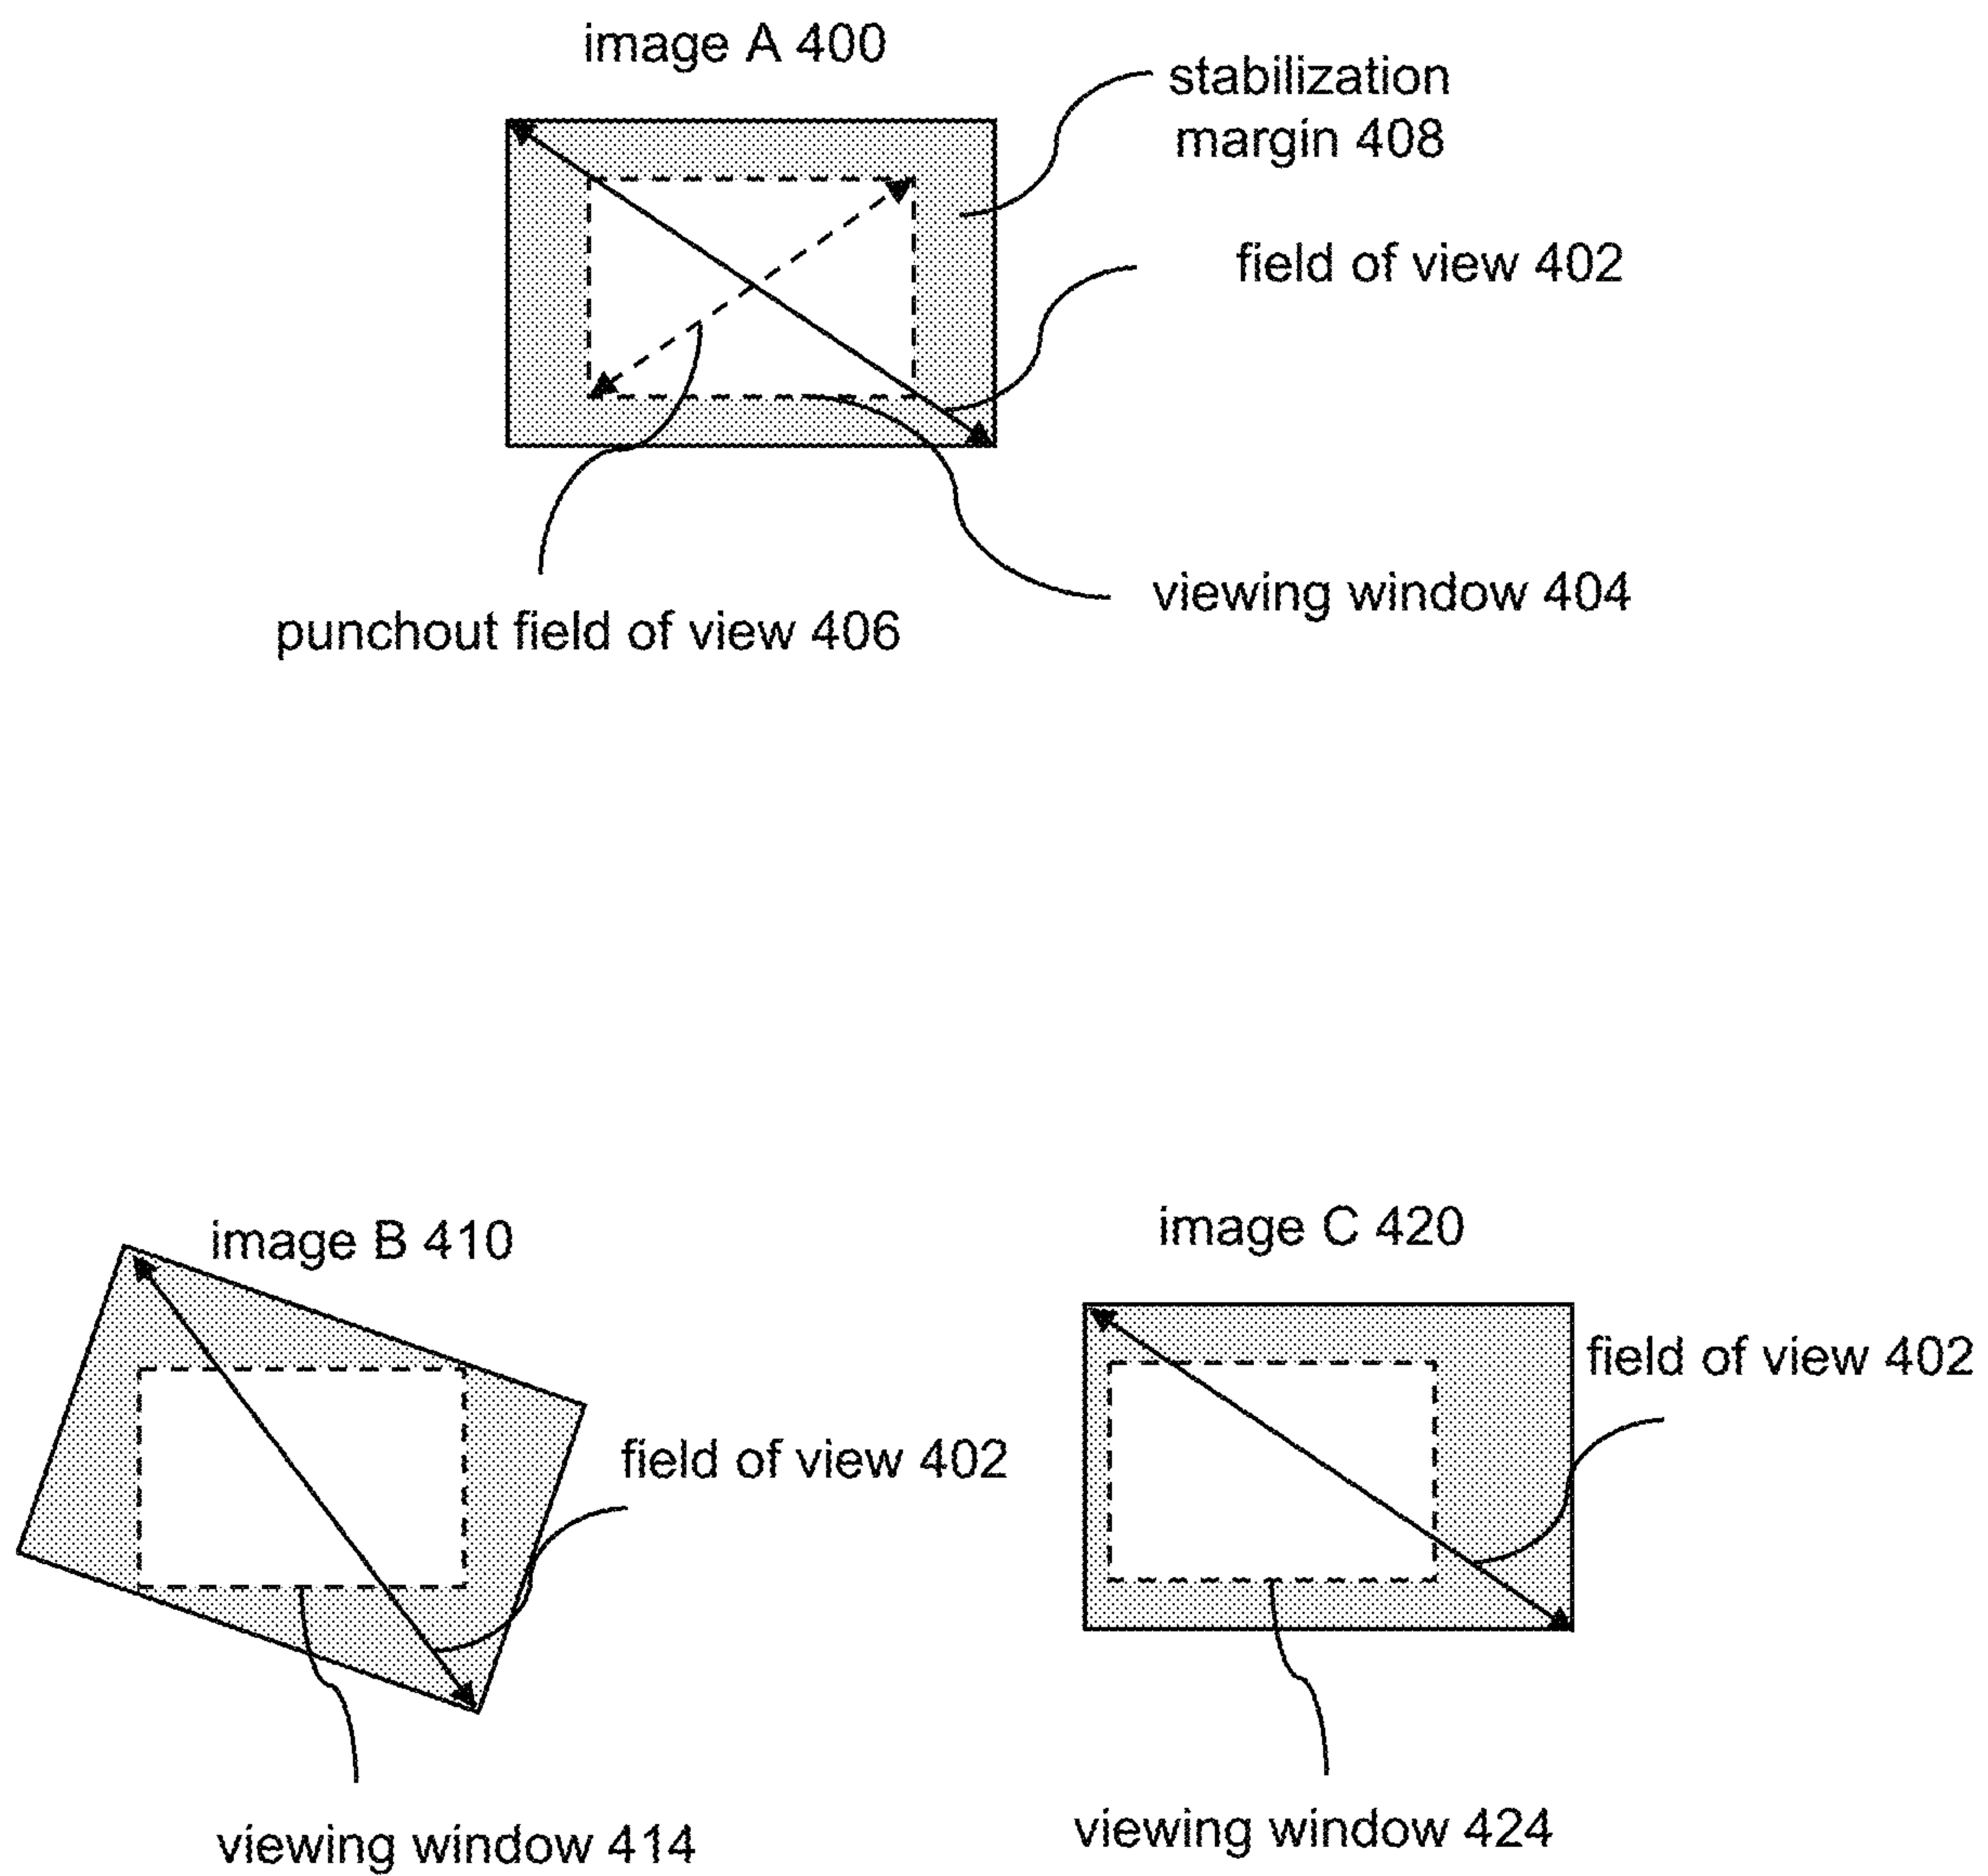 image A 400
stabilization
margin 408
field of view 402
viewing window 404
punchout field of view 406
image B 410
image C 420
field of view 402
field of view 402
viewing window 414
viewing window 424